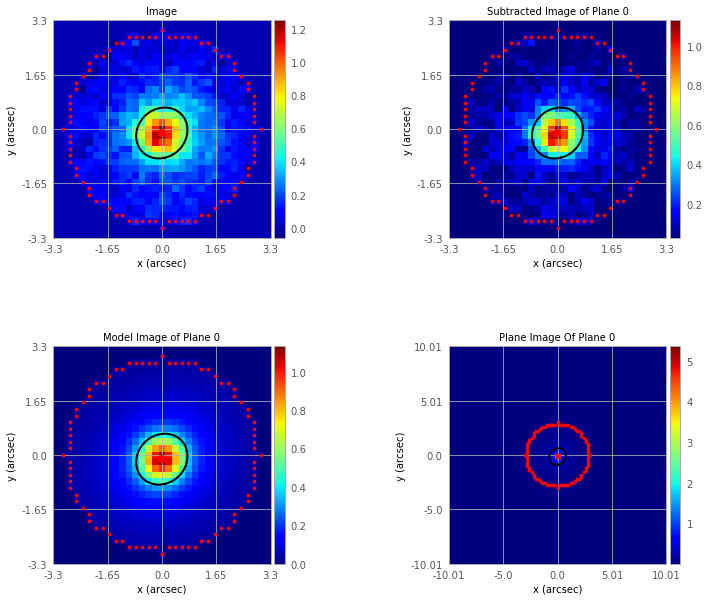 Image
3.3
1.65
0.0
-1.65
-3.3
y (arcsec)
-3.3 -1.65 0.0 1.65 3.3
x (arcsec)
1.2
1.0
0.8
0.6
0.4
0.2
0.0
Subtracted Image of Plane 0
3.3
1.65
0.0
-1.65
-3.3
y (arcsec)
-3.3 -1.65 0.0 1.65 3.3
x (arcsec)
1.0
0.8
0.6
0.4
0.2
Model Image of Plane 0
3.3
1.65
0.0
-1.65
-3.3
y (arcsec)
-3.3 -1.65 0.0 1.65 3.3
x (arcsec)
1.0
0.8
0.6
0.4
0.2
0.0
Plane Image Of Plane 0
10.01
5.01
0.0
-5.0
-10.01
y (arcsec)
-10.01 -5.0 0.0 5.01 10.01
x (arcsec)
5
4
3
2
1